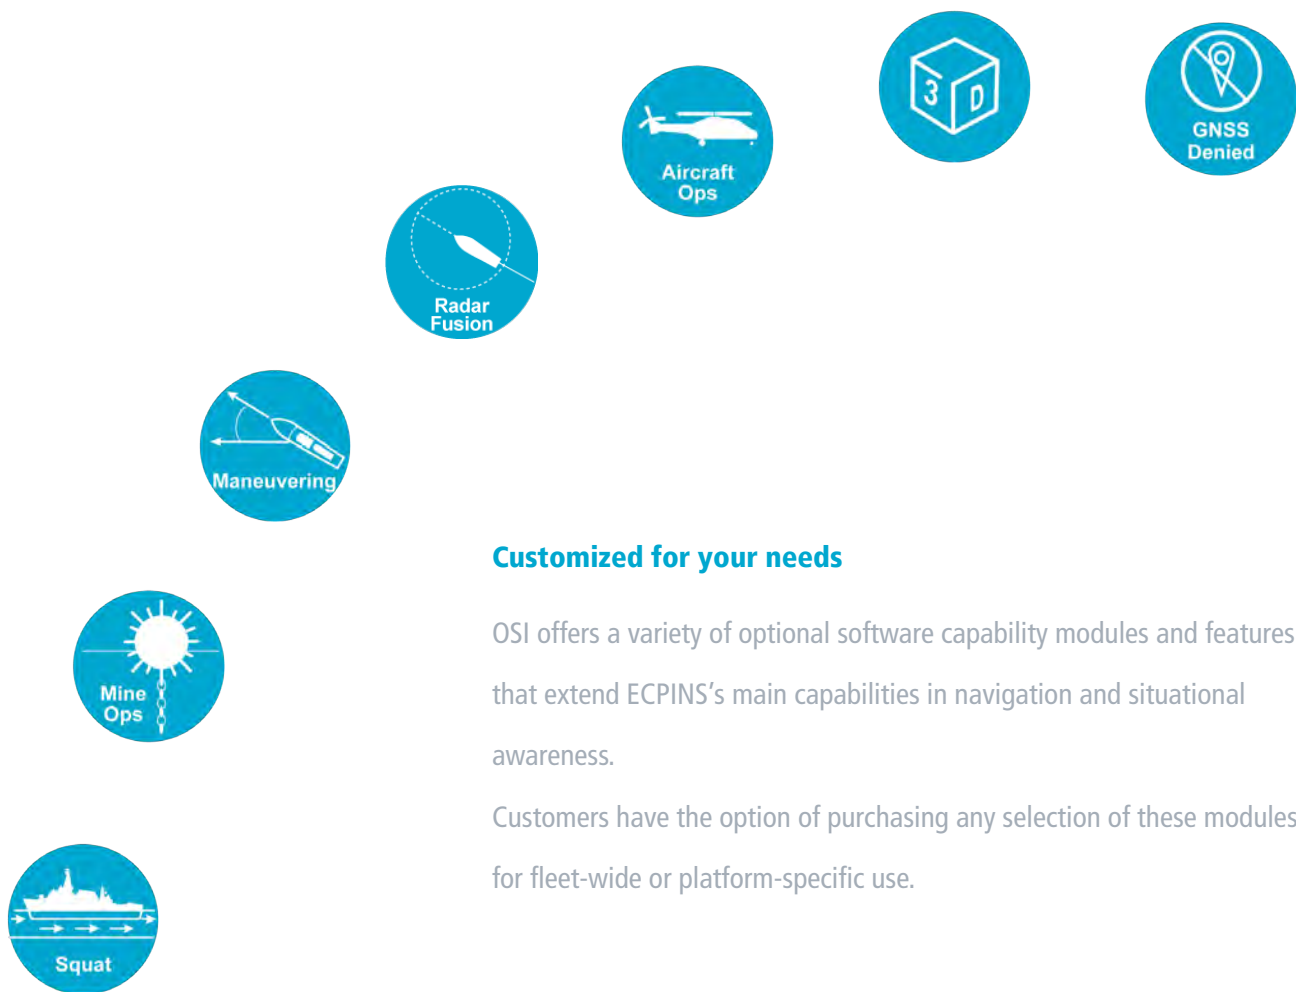 3 D
GNSS
Denied
Aircraft
Ops
Radar
Fusion
Maneuvering
Customized for your needs
OSI offers a variety of optional software capability modules and features
that extend ECPINS's main capabilities in navigation and situational
awareness.
Customers have the option of purchasing any selection of these modules
for fleet-wide or platform-specific use.
Mine
Ops
Squat